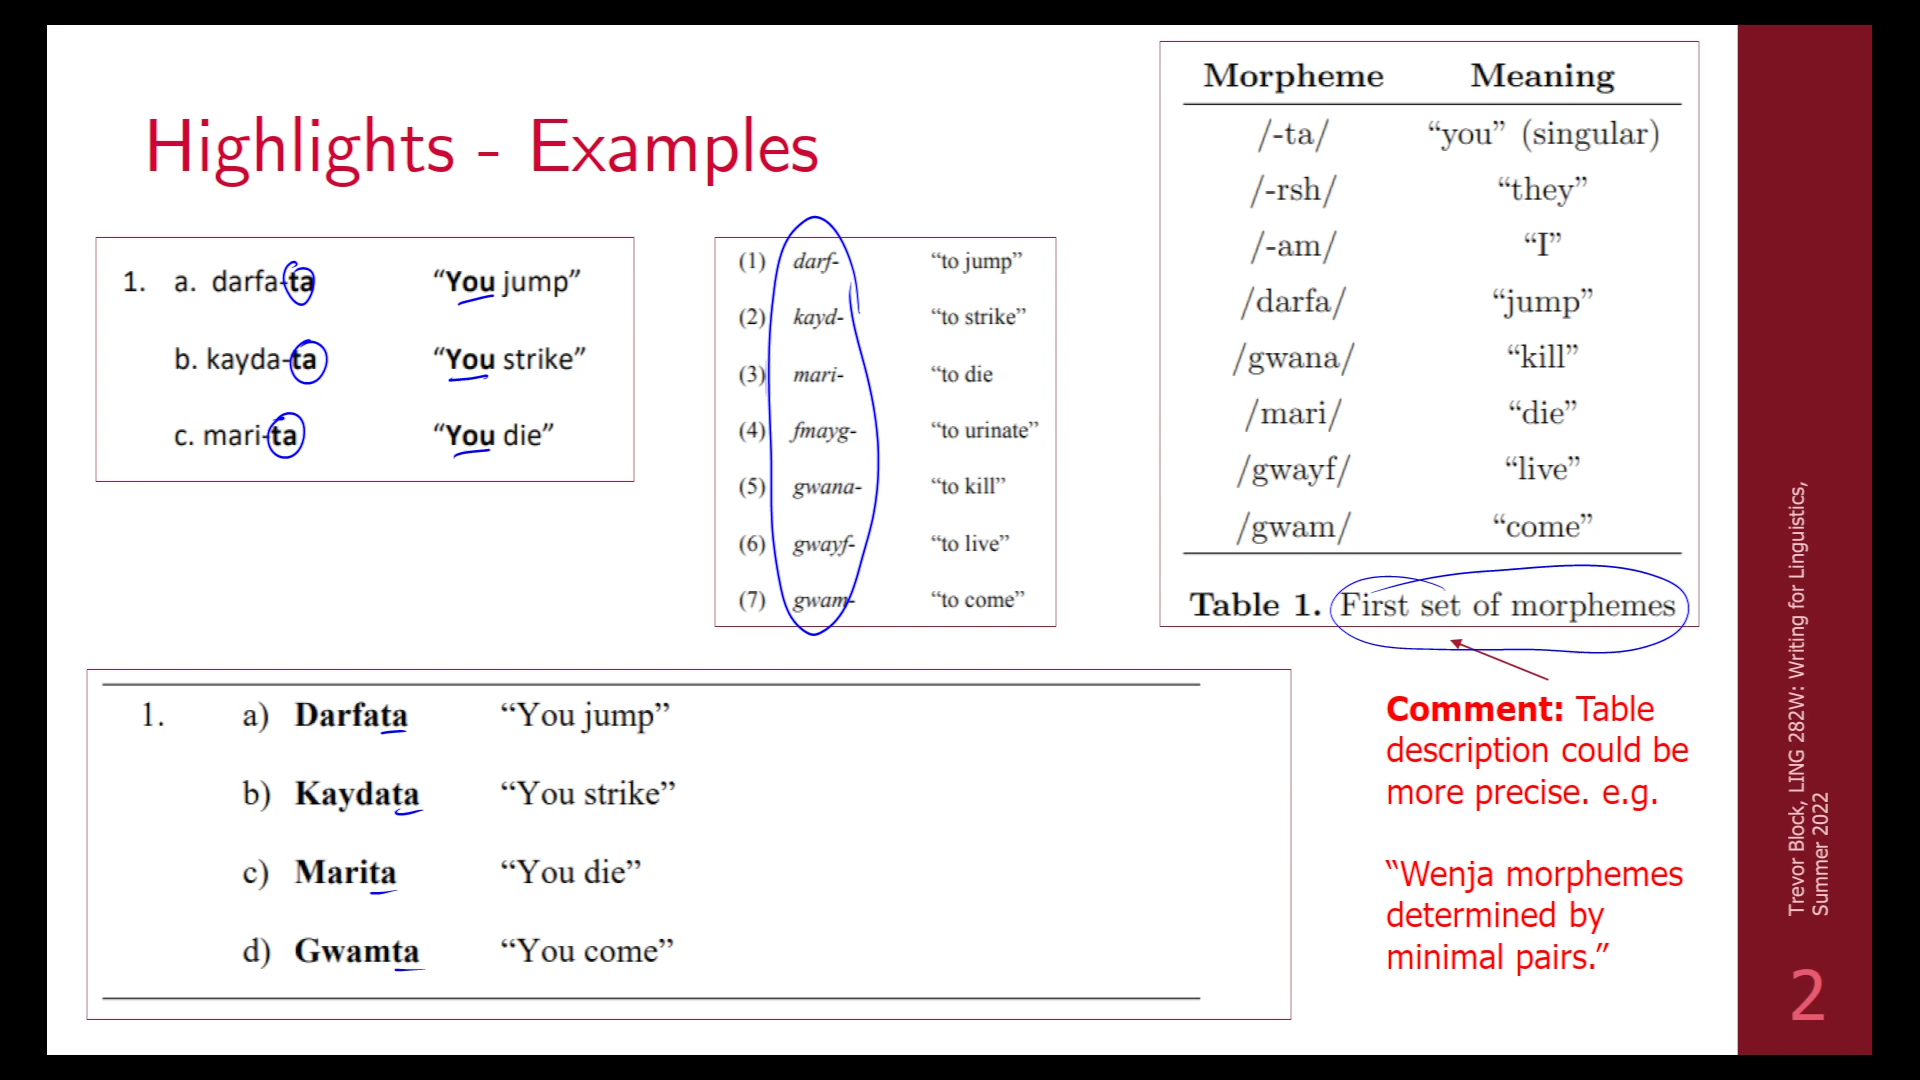 Highlights - Examples
1. a. darfa-ta “You jump”
b. kayda-ta “You strike”
c. mari-ta “You die”
(1) darf- “to jump”
(2) kayd- “to strike”
(3) mari- “to die
(4) fmayg- “to urinate”
(5) gwana- “to kill”
(6) gwayf- “to live”
(7) gwam- “to come”
Morpheme Meaning
/-ta/ “you” (singular)
/-rsh/ “they”
/-am/ “I”
/darfa/ “jump”
/gwana/ “kill”
/mari/ “die”
/gwayf/ “live”
/gwam/ “come”
Table 1. First set of morphemes
1. a) Darfata “You jump”
b) Kaydata “You strike”
c) Marita “You die”
d) Gwamta “You come”
Comment: Table
description could be
more precise. e.g.
“Wenja morphemes
determined by
minimal pairs.”
Trevor Block, LING 282W: Writing for Linguistics,
Summer 2022
2